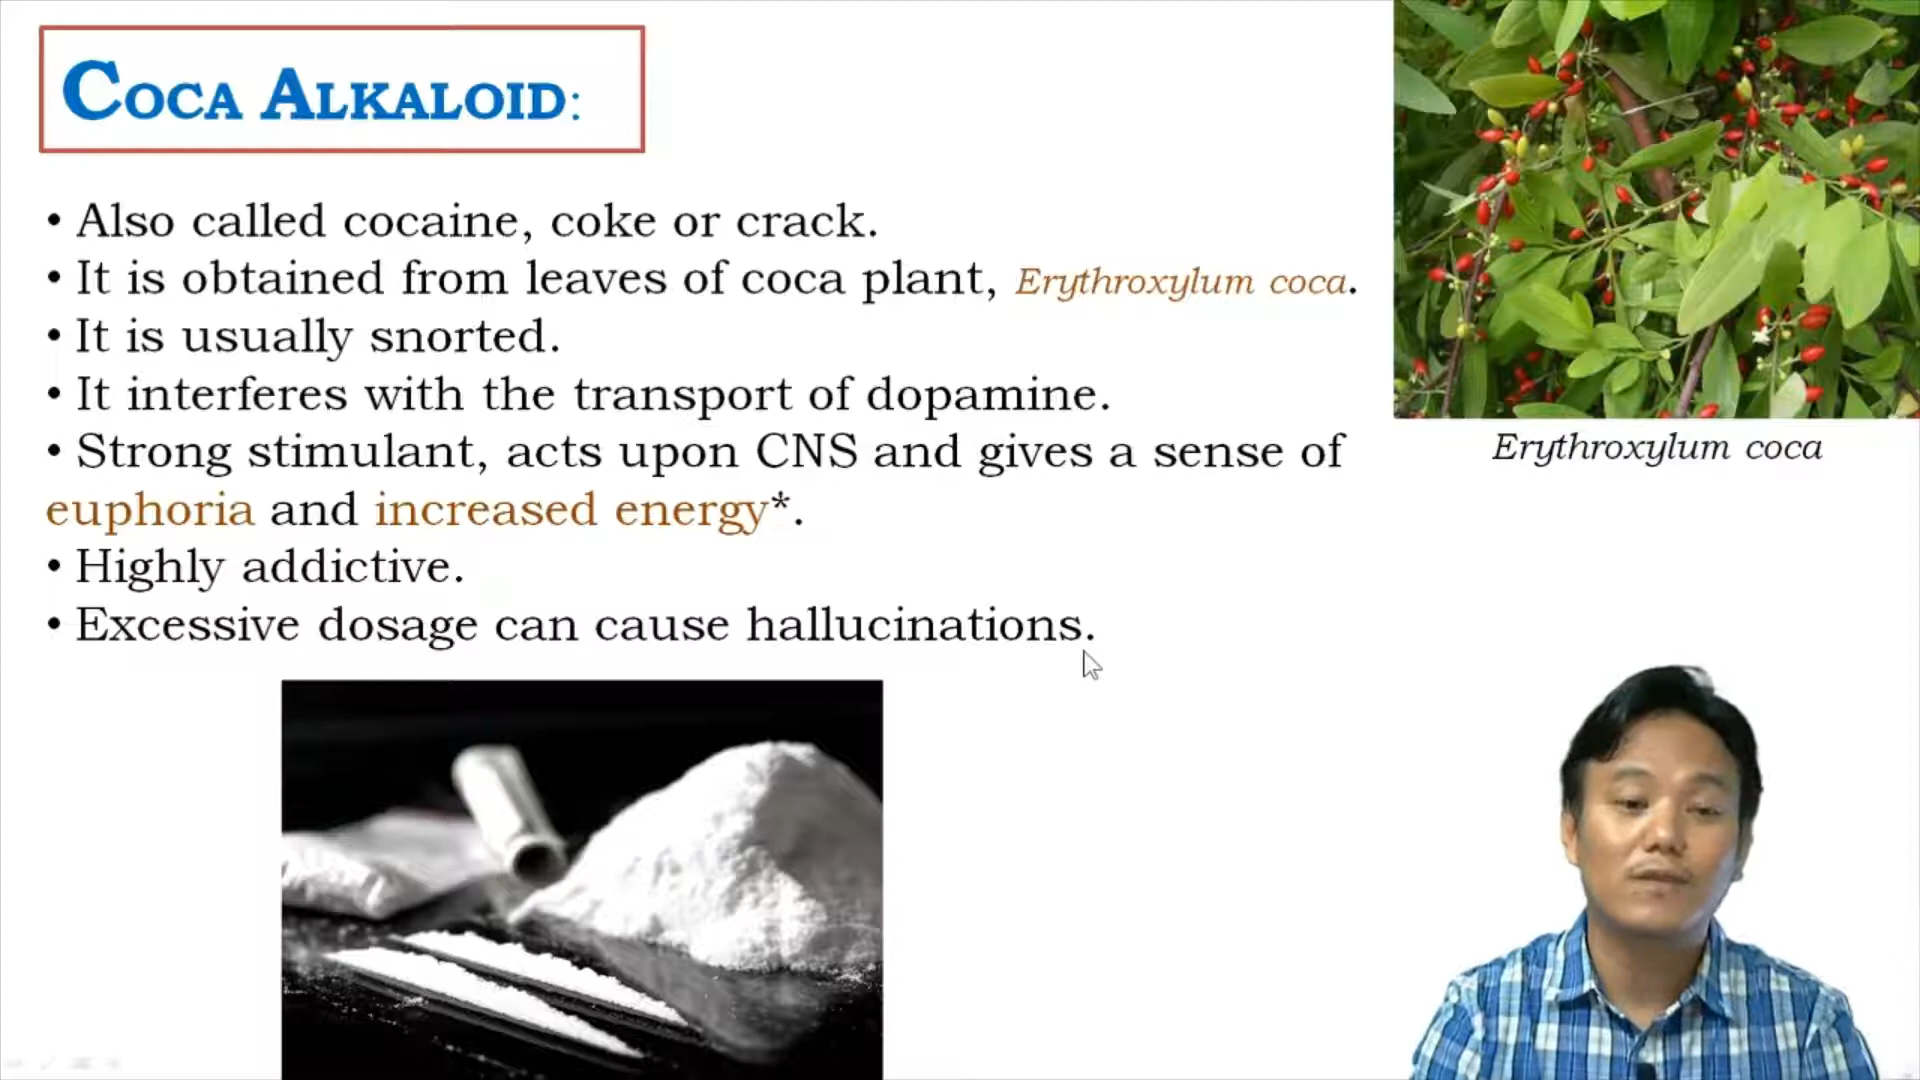 COCA ALKALOID:
• Also called cocaine, coke or crack.
• It is obtained from leaves of coca plant, Erythroxylum coca.
• It is usually snorted.
• It interferes with the transport of dopamine.
• Strong stimulant, acts upon CNS and gives a sense of
euphoria and increased energy*.
• Highly addictive.
• Excessive dosage can cause hallucinations.
Erythroxylum coca